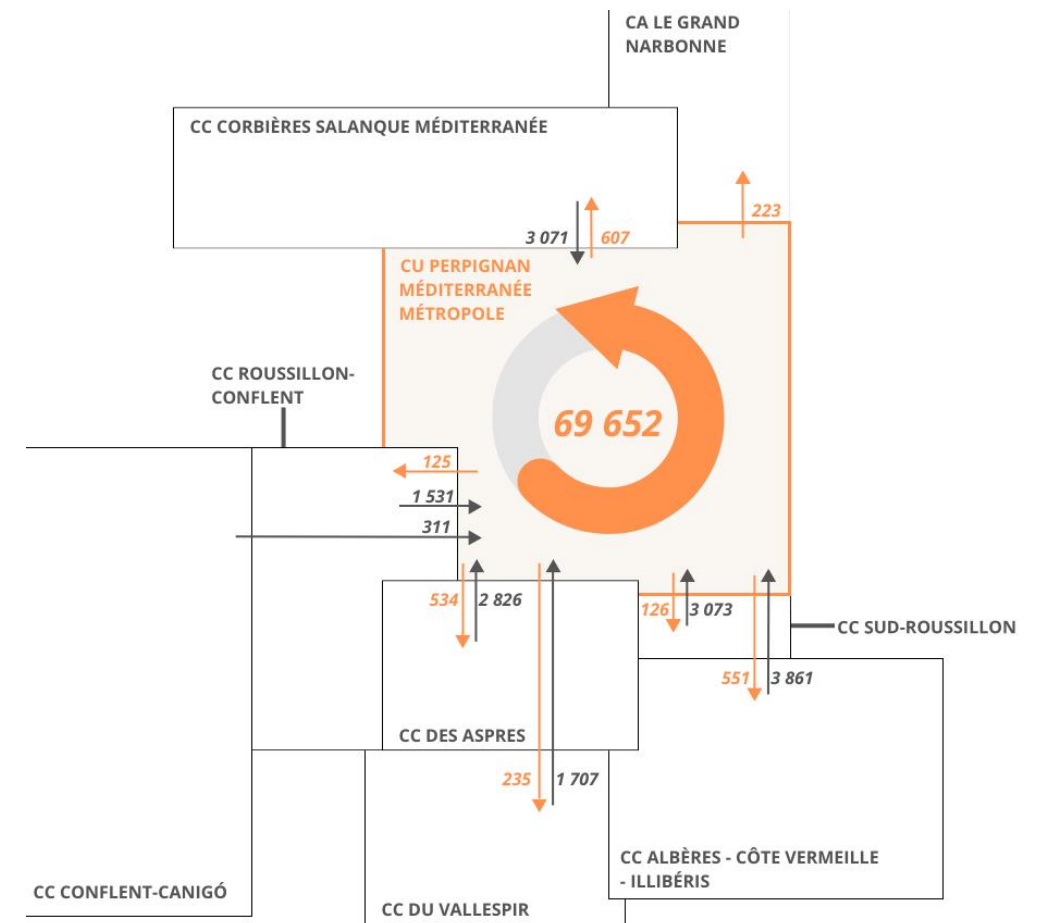 CA LE GRAND
NARBONNE
CC CORBIÈRES SALANQUE MÉDITERRANÉE
223
3 071
607
CU PERPIGNAN
MÉDITERRANÉE
MÉTROPOLE
CC ROUSSILLON-
CONFLENT
69 652
125
1 531
311
534
2 826
126
3 073
CC SUD-ROUSSILLON
551
3 861
CC DES ASPRES
235
1 707
CC ALBÈRES - CÔTE VERMEILLE
- ILLIBÉRIS
CC CONFLENT-CANIGÓ
CC DU VALLESPIR